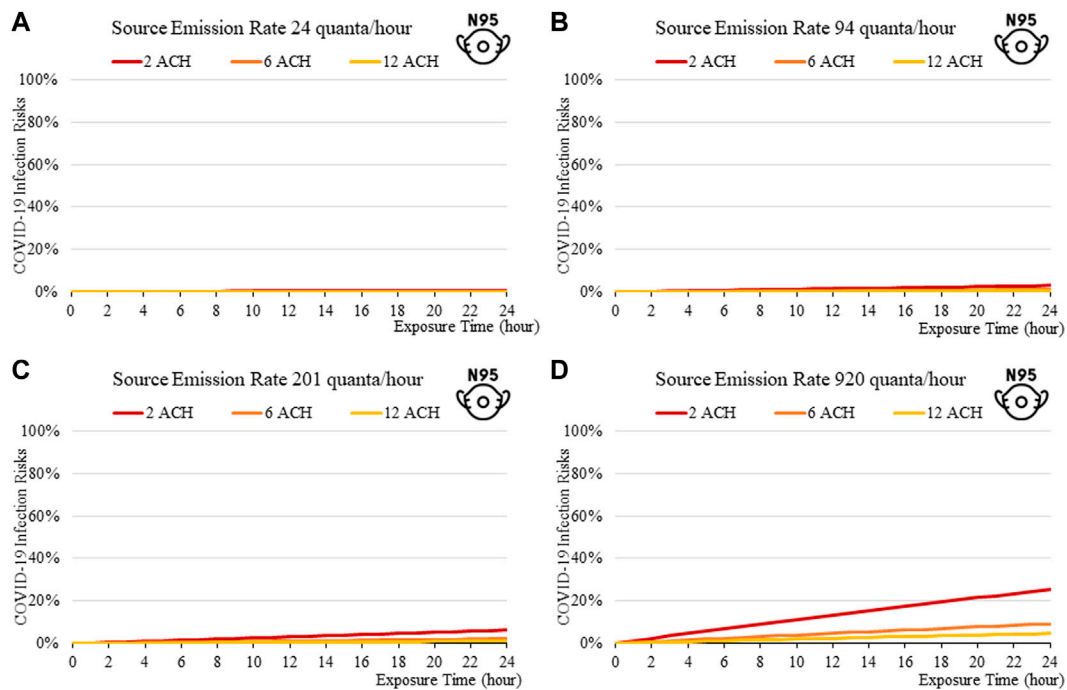 A
Source Emission Rate 24 quanta/hour
N95
2 ACH 6 ACH 12 ACH
COVID-19 Infection Risks
100%
80%
60%
40%
20%
0%
0 2 4 6 8 10 12 14 16 18 20 22 24
Exposure Time (hour)
B
Source Emission Rate 94 quanta/hour
N95
2 ACH 6 ACH 12 ACH
COVID-19 Infection Risks
100%
80%
60%
40%
20%
0%
0 2 4 6 8 10 12 14 16 18 20 22 24
Exposure Time (hour)
C
Source Emission Rate 201 quanta/hour
N95
2 ACH 6 ACH 12 ACH
COVID-19 Infection Risks
100%
80%
60%
40%
20%
0%
0 2 4 6 8 10 12 14 16 18 20 22 24
Exposure Time (hour)
D
Source Emission Rate 920 quanta/hour
N95
2 ACH 6 ACH 12 ACH
COVID-19 Infection Risks
100%
80%
60%
40%
20%
0%
0 2 4 6 8 10 12 14 16 18 20 22 24
Exposure Time (hour)